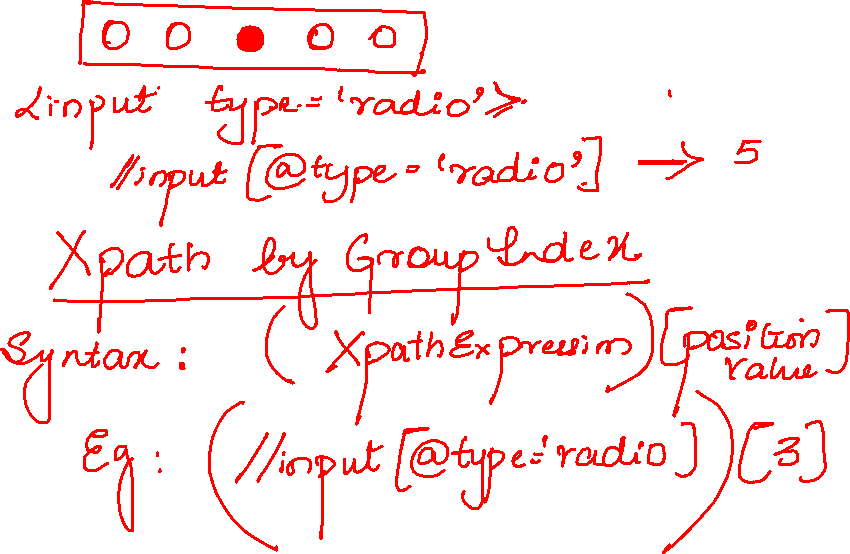 <input type='radio'>
//input[@type='radio'] → 5
Xpath by Group Index
Syntax: (XpathExpression)[position value]
Eg: (//input[@type='radio])[3]